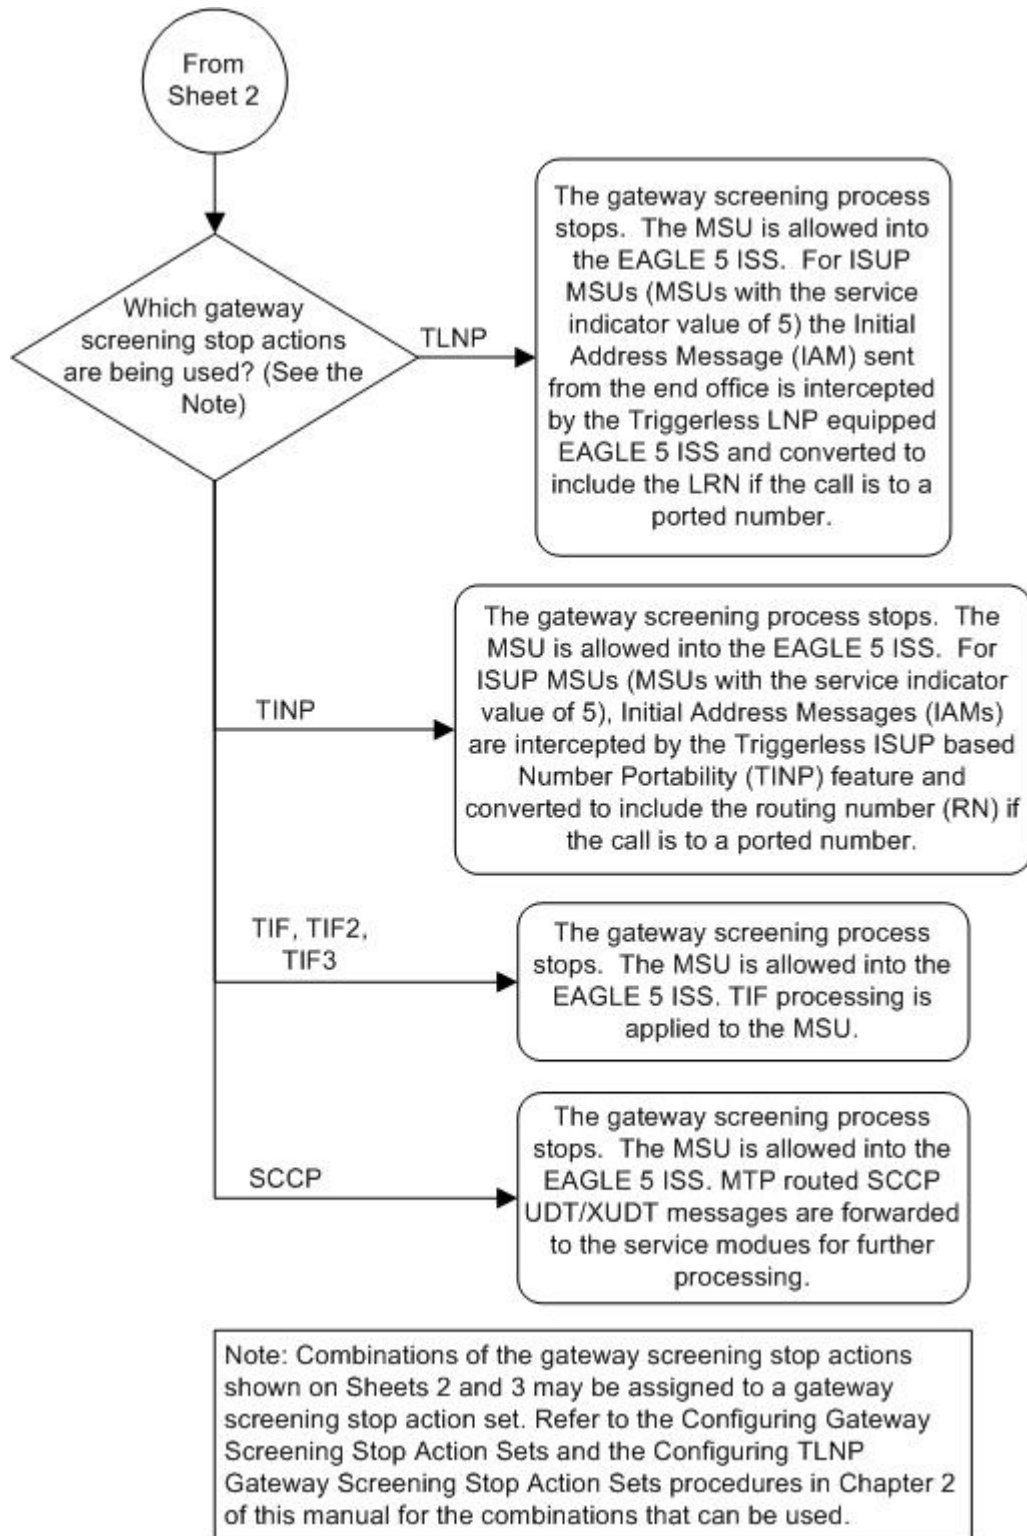 From
Sheet 2
Which gateway
screening stop actions
are being used? (See the
Note)
TLNP
The gateway screening process
stops.  The MSU is allowed into
the EAGLE 5 ISS.  For ISUP
MSUs (MSUs with the service
indicator value of 5) the Initial
Address Message (IAM) sent
from the end office is intercepted
by the Triggerless LNP equipped
EAGLE 5 ISS and converted to
include the LRN if the call is to a
ported number.
TINP
The gateway screening process stops.  The
MSU is allowed into the EAGLE 5 ISS.  For
ISUP MSUs (MSUs with the service indicator
value of 5), Initial Address Messages (IAMs)
are intercepted by the Triggerless ISUP based
Number Portability (TINP) feature and
converted to include the routing number (RN) if
the call is to a ported number.
TIF, TIF2,
TIF3
The gateway screening process
stops.  The MSU is allowed into the
EAGLE 5 ISS. TIF processing is
applied to the MSU.
SCCP
The gateway screening process
stops.  The MSU is allowed into the
EAGLE 5 ISS. MTP routed SCCP
UDT/XUDT messages are forwarded
to the service modues for further
processing.
Note: Combinations of the gateway screening stop actions
shown on Sheets 2 and 3 may be assigned to a gateway
screening stop action set. Refer to the Configuring Gateway
Screening Stop Action Sets and the Configuring TLNP
Gateway Screening Stop Action Sets procedures in Chapter 2
of this manual for the combinations that can be used.